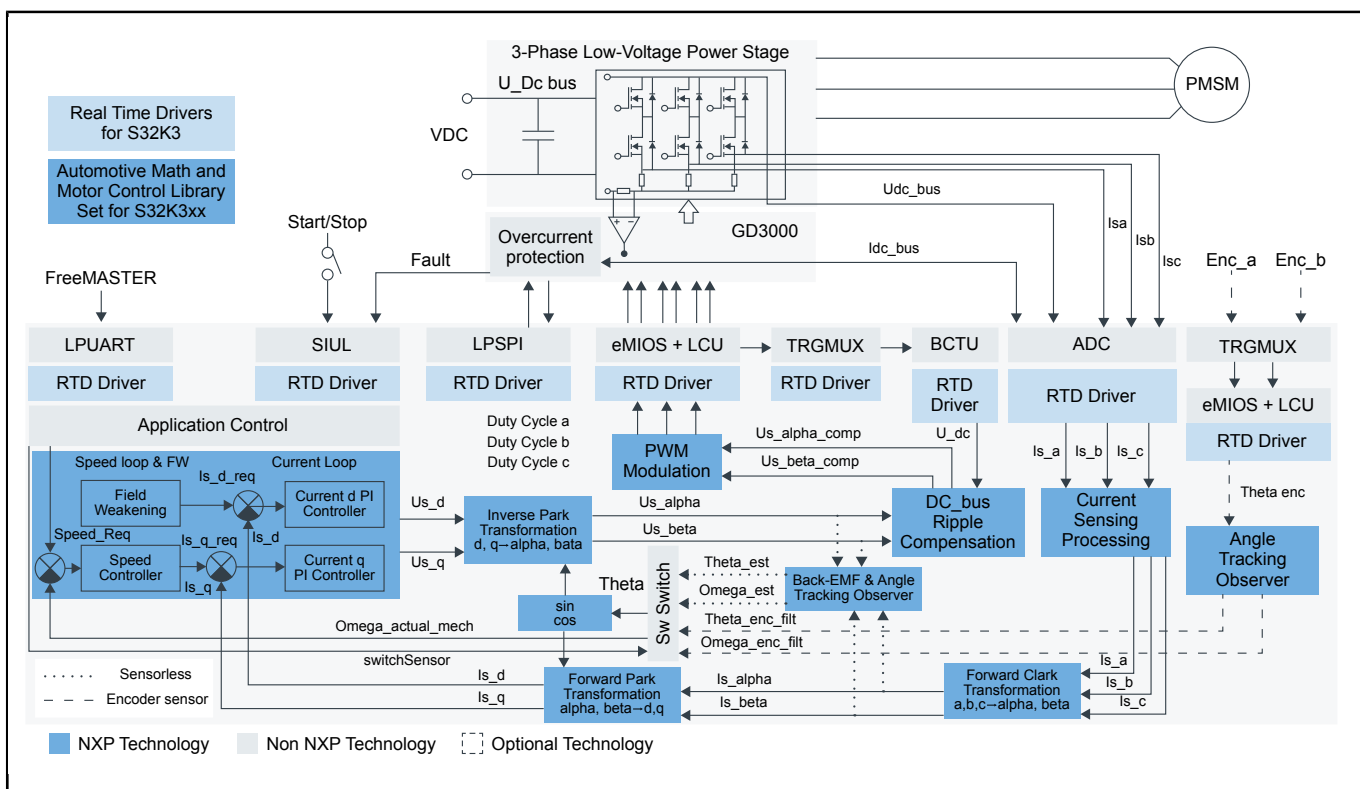 3-Phase Low-Voltage Power Stage
U_Dc bus
VDC
PMSM
Real Time Drivers
for S32K3
Automotive Math and
Motor Control Library
Set for S32K3xx
Udc_bus
Start/Stop
Overcurrent
protection
+ −
GD3000
Isa
Isb
Isc
Fault
Idc_bus
Enc_a
Enc_b
FreeMASTER
LPUART
SIUL
LPSPI
eMIOS + LCU
TRGMUX
BCTU
ADC
TRGMUX
RTD Driver
RTD Driver
RTD Driver
RTD Driver
RTD Driver
RTD
Driver
RTD Driver
eMIOS + LCU
RTD Driver
Application Control
Duty Cycle a
Duty Cycle b
Duty Cycle c
PWM
Modulation
Us_alpha_comp
Us_beta_comp
U_dc
Is_a
Is_b
Is_c
Theta enc
Speed loop & FW
Current Loop
Is_d_req
Field
Weakening
Current d PI
Controller
Speed_Req
Is_q_req
Is_d
Speed
Controller
Is_q
Current q
PI Controller
Us_d
Us_q
Inverse Park
Transformation
d, q→alpha, bata
Us_alpha
Us_beta
DC_bus
Ripple
Compensation
Current
Sensing
Processing
Angle
Tracking
Observer
Theta
sin
cos
Sw Switch
Theta_est
Omega_est
Back-EMF & Angle
Tracking Observer
Theta_enc_filt
Omega_enc_filt
Omega_actual_mech
switchSensor
Sensorless
Encoder sensor
Is_d
Is_q
Forward Park
Transformation
alpha, beta→d,q
Is_alpha
Is_beta
Forward Clark
Transformation
a,b,c→alpha, beta
Is_a
Is_b
Is_c
NXP Technology
Non NXP Technology
Optional Technology